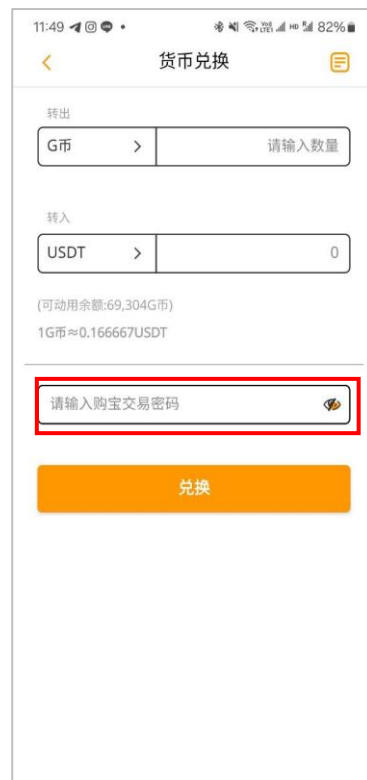 11:49 82%
货币兑换
转出
G币 > 请输入数量
转入
USDT > 0
(可动用余额:69,304G币)
1G币≈0.166667USDT
请输入购宝交易密码
兑换